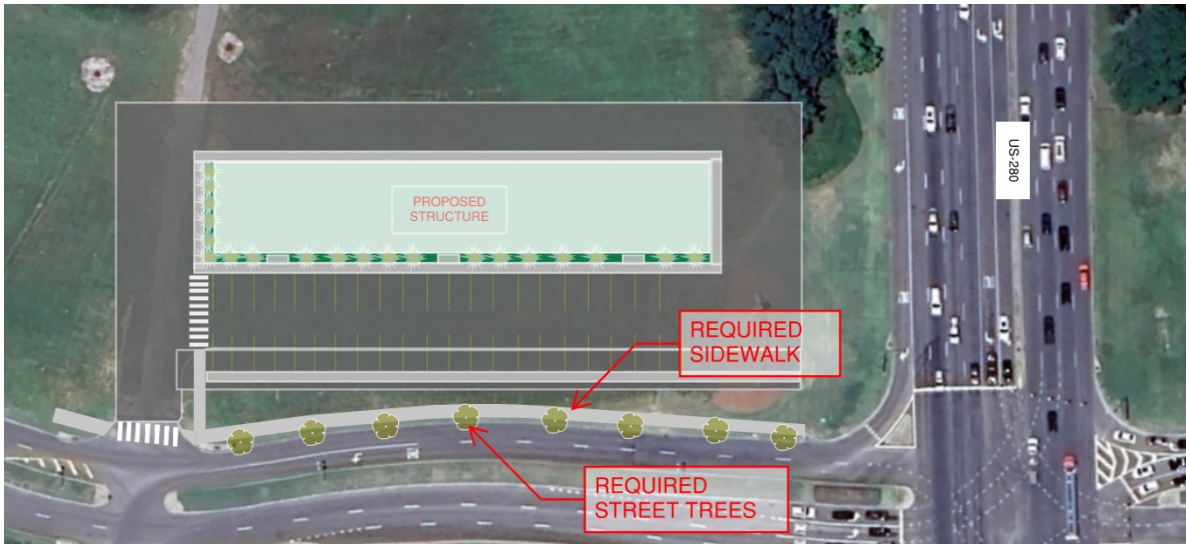 PROPOSED
STRUCTURE
US-280
REQUIRED
SIDEWALK
REQUIRED
STREET TREES